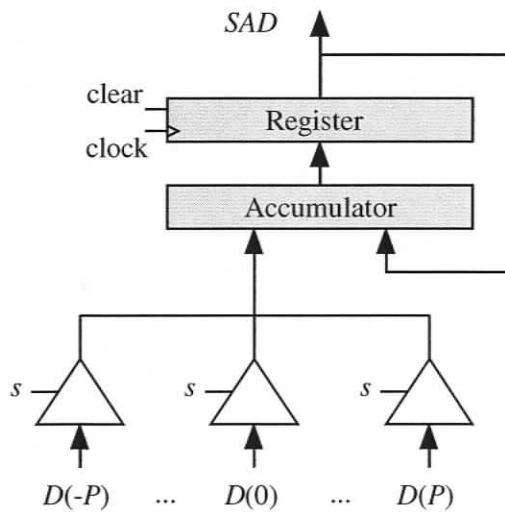 SAD
clear
Register
clock
Accumulator
s s s
D(-P) ... D(0) ... D(P)